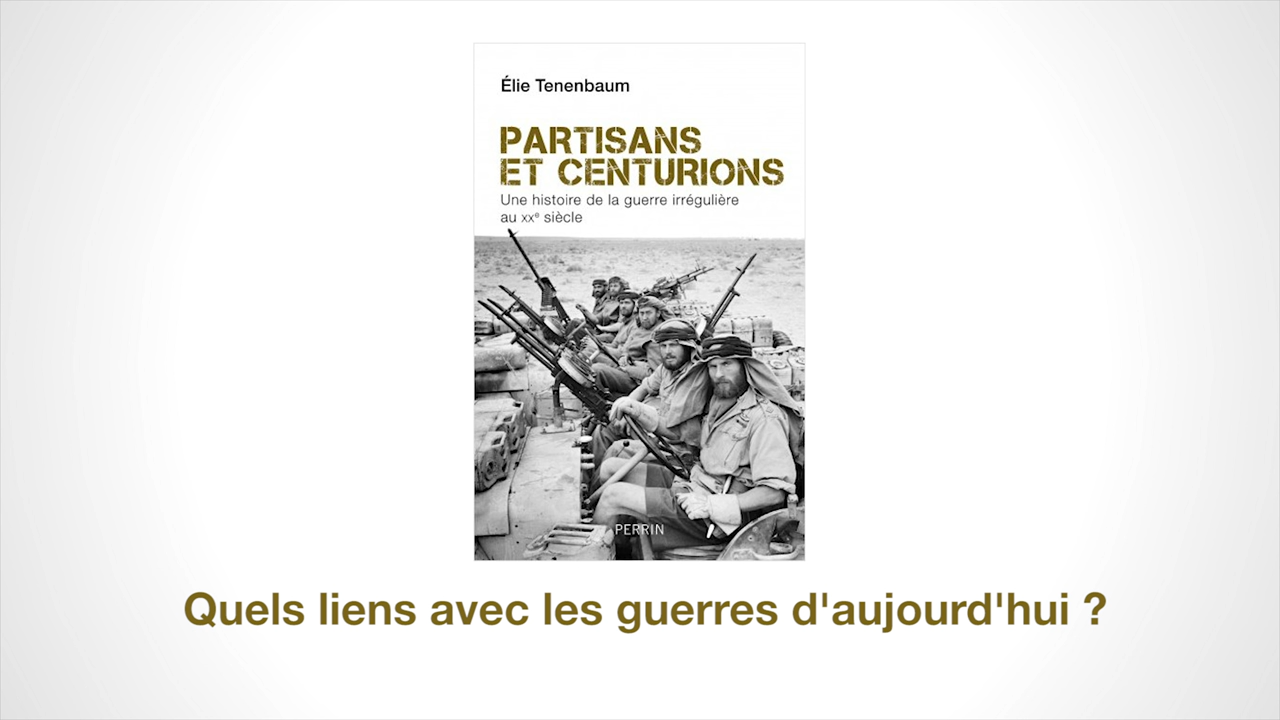 Élie Tenenbaum
PARTISANS
ET CENTURIONS
Une histoire de la guerre irrégulière
au XXe siècle
PERRIN
Quels liens avec les guerres d'aujourd'hui ?